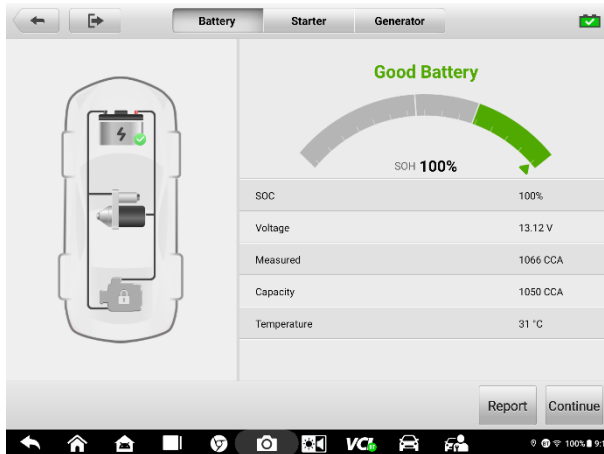 Battery Starter Generator
Good Battery
SOH 100%
SOC 100%
Voltage 13.12 V
Measured 1066 CCA
Capacity 1050 CCA
Temperature 31 °C
Report Continue
VCI 100%